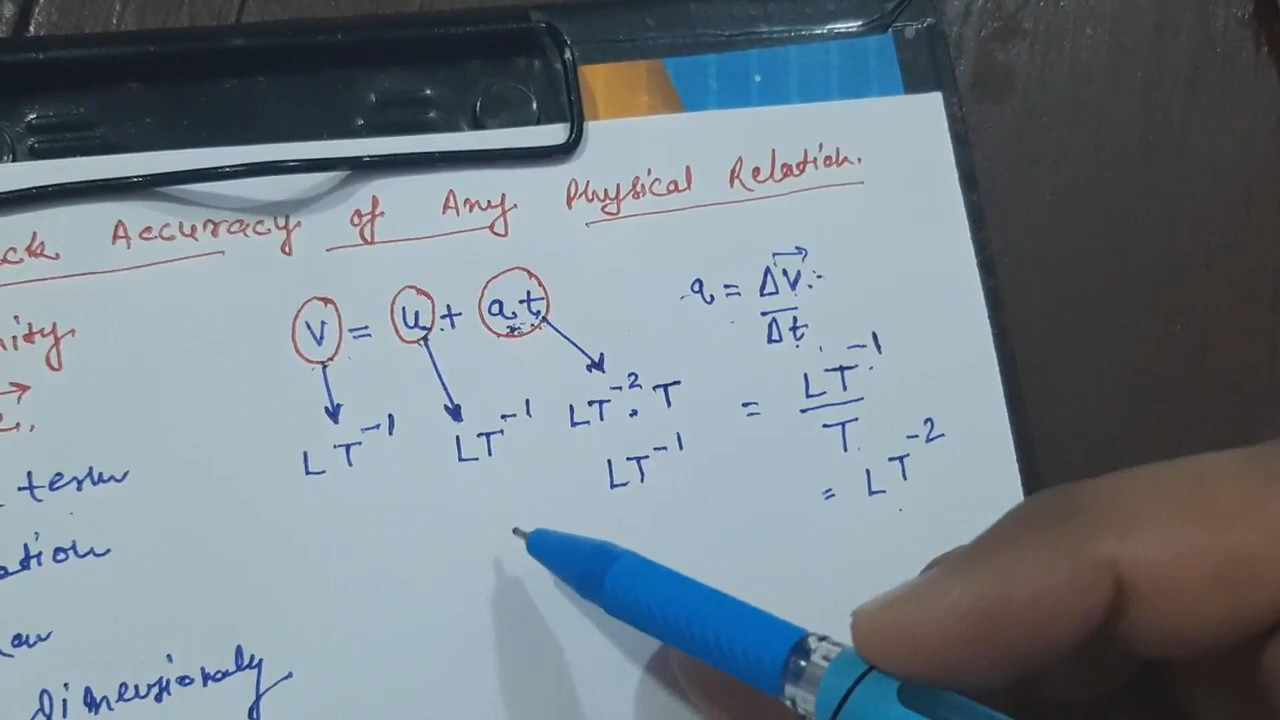 Accuracy of Any Physical Relation.
v = u + at
LT⁻¹ LT⁻¹ LT⁻² . T
LT⁻¹
a = Δv⃗ / Δt
= LT⁻¹ / T
= LT⁻²
Dimensionaly